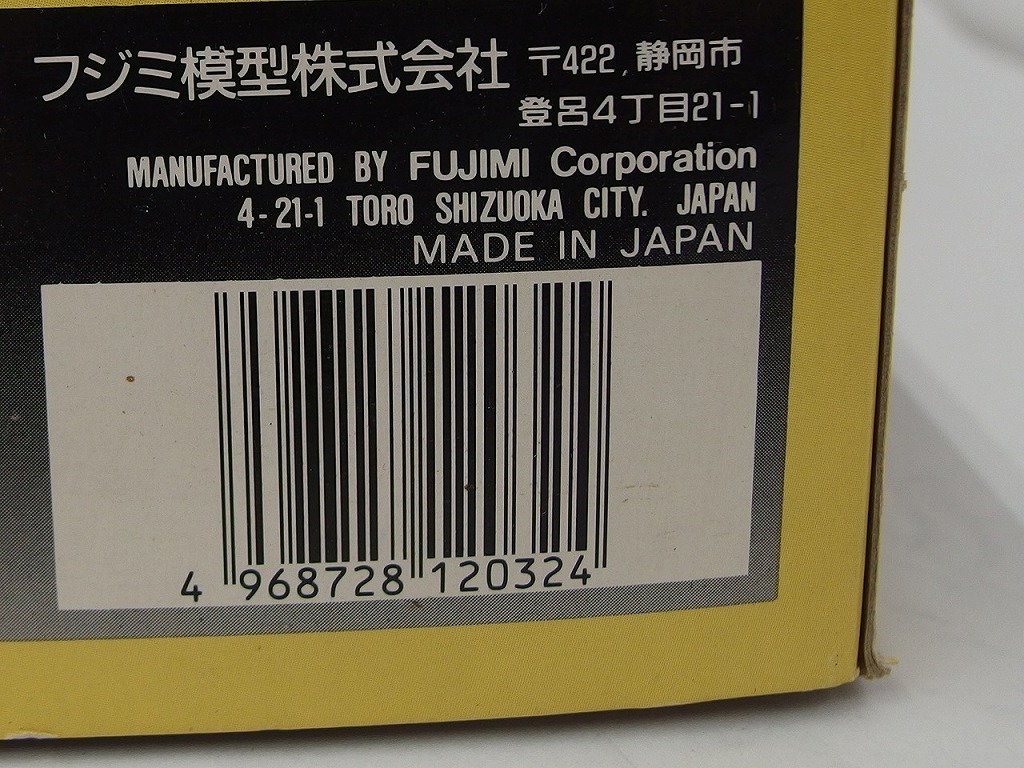 フジミ模型株式会社 〒422, 静岡市
登呂4丁目21-1
MANUFACTURED BY FUJIMI Corporation
4-21-1 TORO SHIZUOKA CITY. JAPAN
MADE IN JAPAN
4 968728 120324